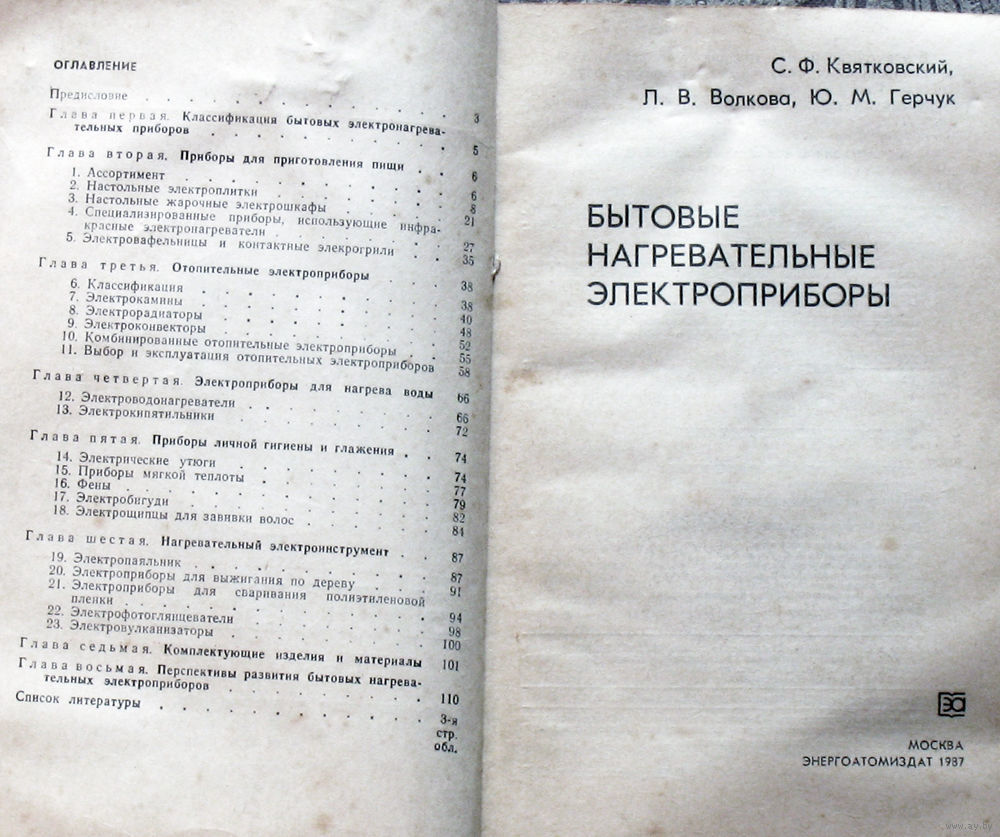 ОГЛАВЛЕНИЕ
Предисловие . . . . . . . . . . . . 3
Глава первая. Классификация бытовых электронагрева-
тельных приборов . . . . . . . . . . 5
Глава вторая. Приборы для приготовления пищи . . 6
1. Ассортимент . . . . . . . . . . 6
2. Настольные электроплитки . . . . . . . 8
3. Настольные жарочные электрошкафы . . . . 21
4. Специализированные приборы, использующие инфра-
красные электронагреватели . . . . . . . 27
5. Электровафельницы и контактные элекрогрили . . 35
Глава третья. Отопительные электроприборы 38
6. Классификация . . . . . . . . . 38
7. Электрокамины . . . . . . . . . 40
8. Электрорадиаторы . . . . . . . . 48
9. Электроконвекторы . . . . . . . . 52
10. Комбинированные отопительные электроприборы . 55
11. Выбор и эксплуатация отопительных электроприборов 58
Глава четвертая. Электроприборы для нагрева воды 66
12. Электроводонагреватели . . . . . . . 66
13. Электрокипятильники . . . . . . . 72
Глава пятая. Приборы личной гигиены и глажения . . 74
14. Электрические утюги . . . . . . . 74
15. Приборы мягкой теплоты . . . . . . 77
16. Фены . . . . . . . . . . . 79
17. Электробигуди . . . . . . . . . 82
18. Электрощипцы для завивки волос . . . . . 84
Глава шестая. Нагревательный электроинструмент . . 87
19. Электропаяльник . . . . . . . . 87
20. Электроприборы для выжигания по дереву . . . 91
21. Электроприборы для сваривания полиэтиленовой
пленки . . . . . . . . . . . 94
22. Электрофотоглянцеватели . . . . . . 98
23. Электровулканизаторы . . . . . . . 100
Глава седьмая. Комплектующие изделия и материалы 101
Глава восьмая. Перспективы развития бытовых нагрева-
тельных электроприборов . . . . . . . . 110
Список литературы . . . . . . . . . . 3-я
стр.
обл.
С. Ф. Квятковский,
Л. В. Волкова, Ю. М. Герчук
БЫТОВЫЕ
НАГРЕВАТЕЛЬНЫЕ
ЭЛЕКТРОПРИБОРЫ
ЭА
МОСКВА
ЭНЕРГОАТОМИЗДАТ 1987
www.ay.by